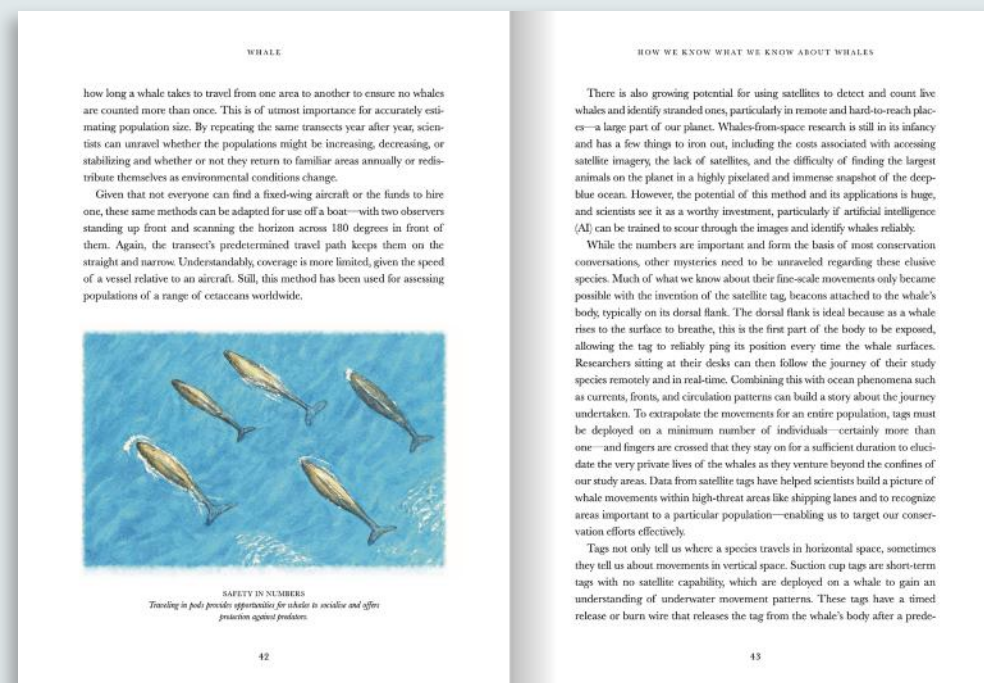 WHALE
how long a whale takes to travel from one area to another to ensure no whales
are counted more than once. This is of utmost importance for accurately esti-
mating population size. By repeating the same transects year after year, scien-
tists can unravel whether the populations might be increasing, decreasing, or
stabilizing and whether or not they return to familiar areas annually or redis-
tribute themselves as environmental conditions change.
Given that not everyone can find a fixed-wing aircraft or the funds to hire
one, these same methods can be adapted for use off a boat—with two observers
standing up front and scanning the horizon across 180 degrees in front of
them. Again, the transect's predetermined travel path keeps them on the
straight and narrow. Understandably, coverage is more limited, given the speed
of a vessel relative to an aircraft. Still, this method has been used for assessing
populations of a range of cetaceans worldwide.
SAFETY IN NUMBERS
Traveling in pods provides opportunities for whales to socialise and offers
protection against predators.
42
HOW WE KNOW WHAT WE KNOW ABOUT WHALES
There is also growing potential for using satellites to detect and count live
whales and identify stranded ones, particularly in remote and hard-to-reach plac-
es—a large part of our planet. Whales-from-space research is still in its infancy
and has a few things to iron out, including the costs associated with accessing
satellite imagery, the lack of satellites, and the difficulty of finding the largest
animals on the planet in a highly pixelated and immense snapshot of the deep-
blue ocean. However, the potential of this method and its applications is huge,
and scientists see it as a worthy investment, particularly if artificial intelligence
(AI) can be trained to scour through the images and identify whales reliably.
While the numbers are important and form the basis of most conservation
conversations, other mysteries need to be unraveled regarding these elusive
species. Much of what we know about their fine-scale movements only became
possible with the invention of the satellite tag, beacons attached to the whale's
body, typically on its dorsal flank. The dorsal flank is ideal because as a whale
rises to the surface to breathe, this is the first part of the body to be exposed,
allowing the tag to reliably ping its position every time the whale surfaces.
Researchers sitting at their desks can then follow the journey of their study
species remotely and in real-time. Combining this with ocean phenomena such
as currents, fronts, and circulation patterns can build a story about the journey
undertaken. To extrapolate the movements for an entire population, tags must
be deployed on a minimum number of individuals—certainly more than
one—and fingers are crossed that they stay on for a sufficient duration to eluci-
date the very private lives of the whales as they venture beyond the confines of
our study areas. Data from satellite tags have helped scientists build a picture of
whale movements within high-threat areas like shipping lanes and to recognize
areas important to a particular population—enabling us to target our conser-
vation efforts effectively.
Tags not only tell us where a species travels in horizontal space, sometimes
they tell us about movements in vertical space. Suction cup tags are short-term
tags with no satellite capability, which are deployed on a whale to gain an
understanding of underwater movement patterns. These tags have a timed
release or burn wire that releases the tag from the whale's body after a prede-
43